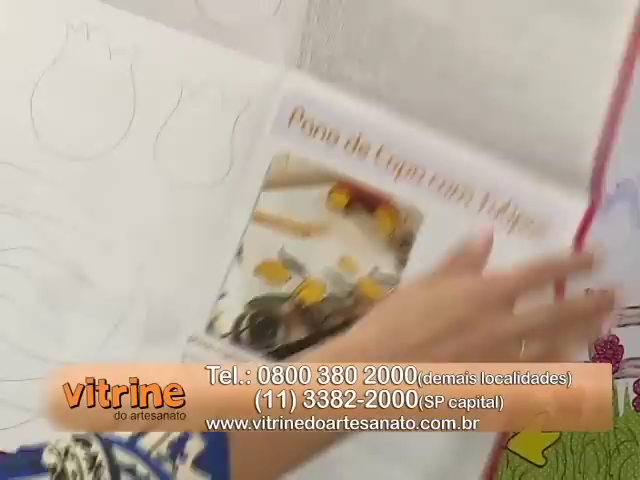 Pano de Copa com Tulipas
vitrine
do artesanato
Tel.: 0800 380 2000 (demais localidades)
(11) 3382-2000 (SP capital)
www.vitrinedoartesanato.com.br